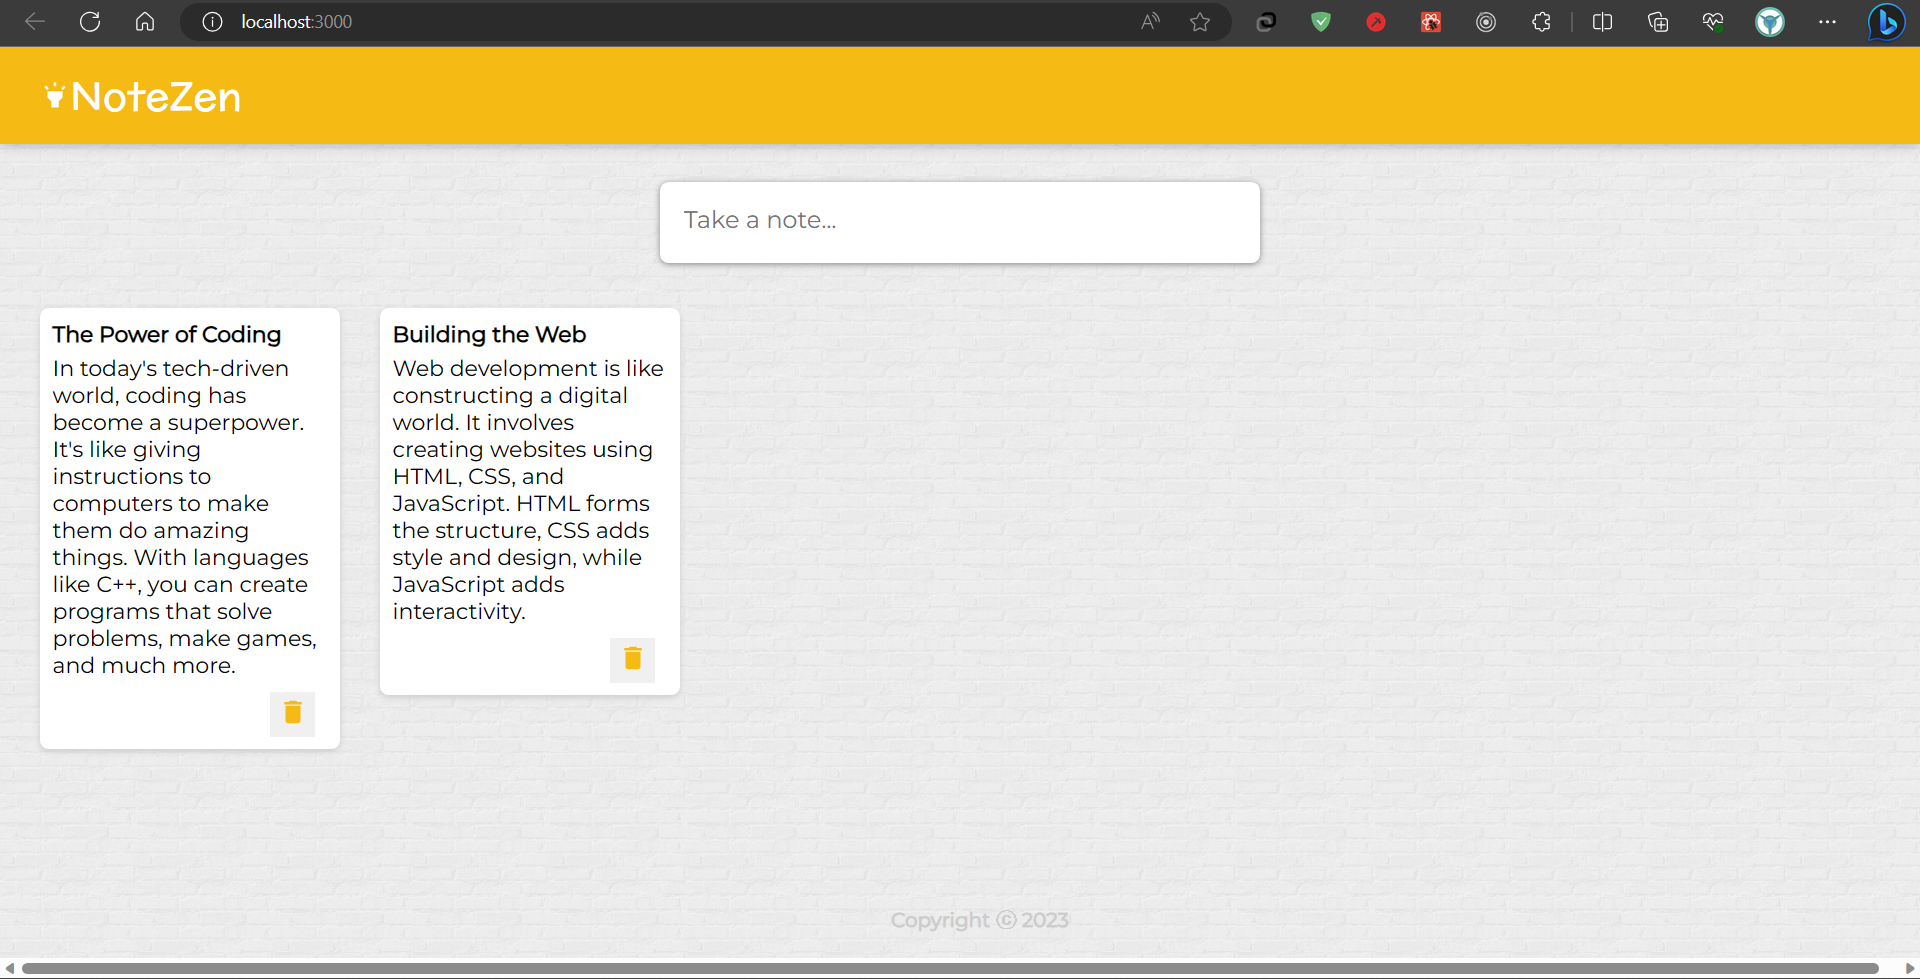 localhost:3000
NoteZen
Take a note...
The Power of Coding
In today's tech-driven
world, coding has
become a superpower.
It's like giving
instructions to
computers to make
them do amazing
things. With languages
like C++, you can create
programs that solve
problems, make games,
and much more.
Building the Web
Web development is like
constructing a digital
world. It involves
creating websites using
HTML, CSS, and
JavaScript. HTML forms
the structure, CSS adds
style and design, while
JavaScript adds
interactivity.
Copyright © 2023